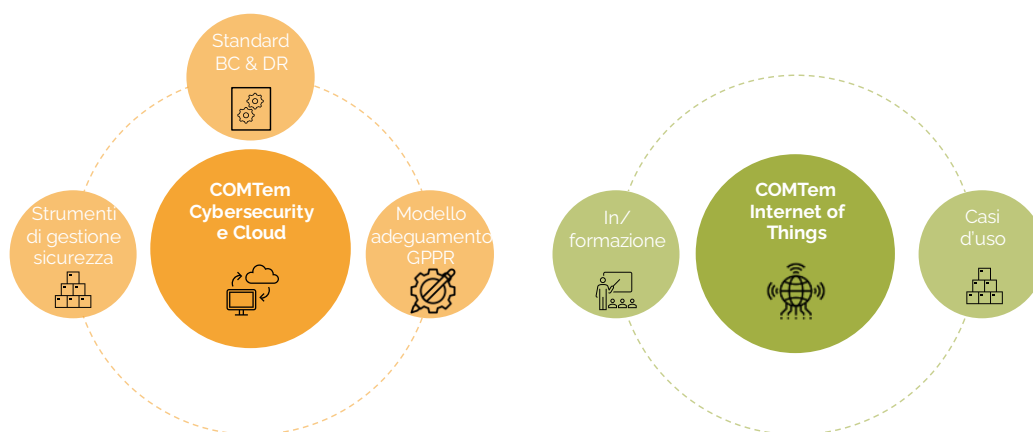 Standard
BC & DR
COMTem
Cybersecurity
e Cloud
Strumenti
di gestione
sicurezza
Modello
adeguamento
GPPR
COMTem
Internet of
Things
In/
formazione
Casi
d'uso